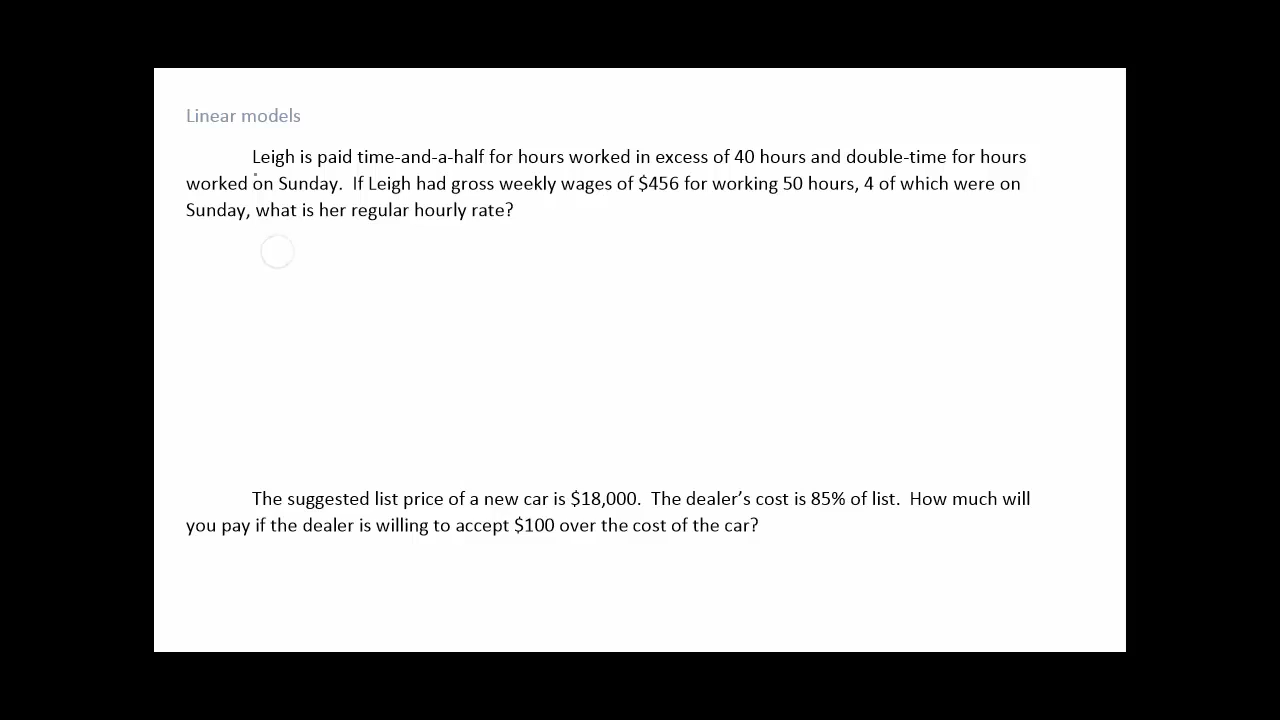 Linear models
Leigh is paid time-and-a-half for hours worked in excess of 40 hours and double-time for hours
worked on Sunday.  If Leigh had gross weekly wages of $456 for working 50 hours, 4 of which were on
Sunday, what is her regular hourly rate?
The suggested list price of a new car is $18,000.  The dealer’s cost is 85% of list.  How much will
you pay if the dealer is willing to accept $100 over the cost of the car?